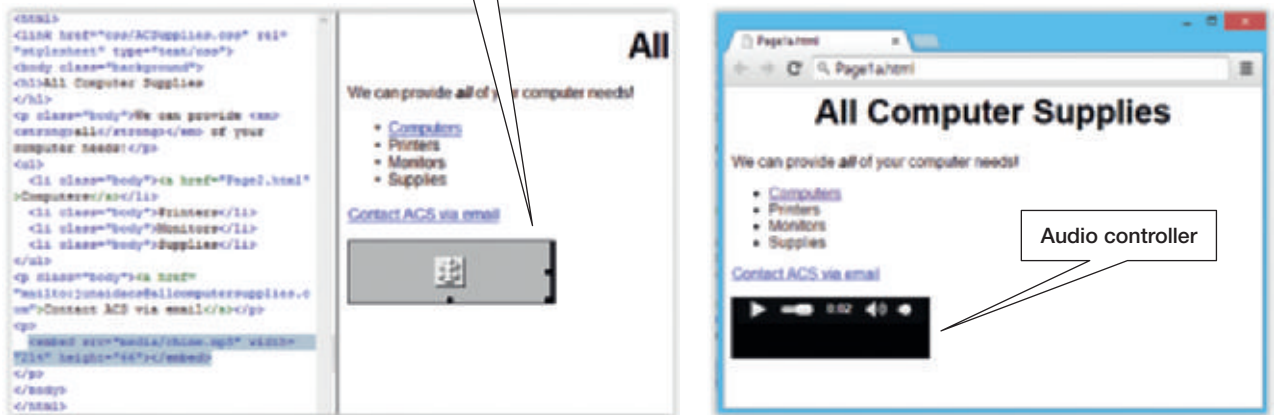 <html>
<link href="css/ACSupplies.css" rel=
"stylesheet" type="text/css">
<body class="background">
<h1>All Computer Supplies
</h1>
<p class="body">We can provide <em>
<strong>all</strong></em> of your
computer needs!</p>
<ul>
<li class="body"><a href="Page2.html"
>Computers</a></li>
<li class="body">Printers</li>
<li class="body">Monitors</li>
<li class="body">Supplies</li>
</ul>
<p class="body"><a href=
"mailto:junaidacs@allcomputersupplies.c
om">Contact ACS via email</a></p>
<p>
<embed src="media/chime.mp3" width=
height="66"></embed>
</p>
</body>
</html>
All
We can provide all of your computer needs!
• Computers
• Printers
• Monitors
• Supplies
Contact ACS via email
Page1a.html
Page1a.html
All Computer Supplies
We can provide all of your computer needs!
• Computers
• Printers
• Monitors
• Supplies
Contact ACS via email
0:02
Audio controller